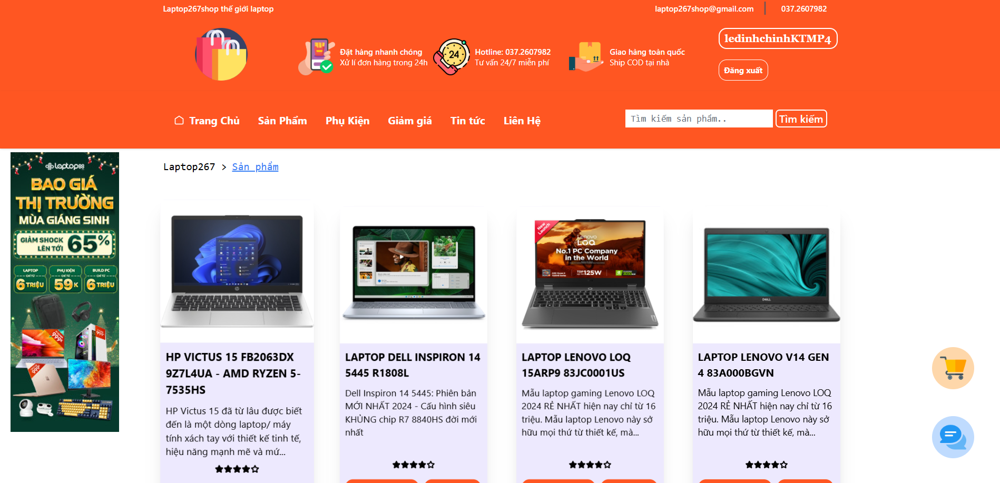 Laptop267shop thế giới laptop
laptop267shop@gmail.com
037.2607982
ledinhchinhKTMP4
Đặt hàng nhanh chóng
Xử lí đơn hàng trong 24h
24
Hotline: 037.2607982
Tư vấn 24/7 miễn phí
Giao hàng toàn quốc
Ship COD tại nhà
Đăng xuất
Trang Chủ
Sản Phẩm
Phụ Kiện
Giảm giá
Tin tức
Liên Hệ
Tìm kiếm sản phẩm..
Tìm kiếm
Laptop267 > Sản phẩm
laptop88
BAO GIÁ
THỊ TRƯỜNG
MÙA GIÁNG SINH
GIẢM SHOCK
LÊN TỚI
65%
LAPTOP
CHỈ TỪ
6 TRIỆU
PHỤ KIỆN
CHỈ TỪ
59K
BUILD PC
CHỈ TỪ
6 TRIỆU
New
Launch
Lenovo
LOQ
No.1 PC Company
in the World
TDP
up to 125W
DELL
HP VICTUS 15 FB2063DX
9Z7L4UA - AMD RYZEN 5-
7535HS
HP Victus 15 đã từ lâu được biết
đến là một dòng laptop/ máy
tính xách tay với thiết kế tinh tế,
hiệu năng mạnh mẽ và mứ...
LAPTOP DELL INSPIRON 14
5445 R1808L
Dell Inspiron 14 5445: Phiên bản
MỚI NHẤT 2024 - Cấu hình siêu
KHỦNG chip R7 8840HS đời mới
nhất
LAPTOP LENOVO LOQ
15ARP9 83JC0001US
Mẫu laptop gaming Lenovo LOQ
2024 RẺ NHẤT hiện nay chỉ từ 16
triệu. Mẫu laptop Lenovo này sở
hữu mọi thứ từ thiết kế, mà...
LAPTOP LENOVO V14 GEN
4 83A000BGVN
Mẫu laptop gaming Lenovo LOQ
2024 RẺ NHẤT hiện nay chỉ từ 16
triệu. Mẫu laptop Lenovo này sở
hữu mọi thứ từ thiết kế, mà...